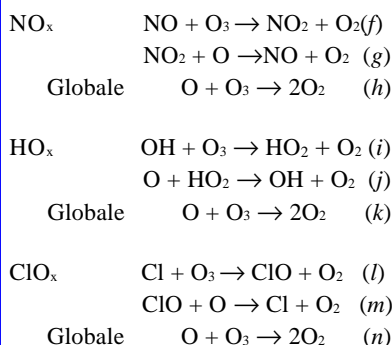 NOₓ NO + O₃ → NO₂ + O₂(f)
NO₂ + O →NO + O₂ (g)
Globale O + O₃ → 2O₂ (h)
HOₓ OH + O₃ → HO₂ + O₂ (i)
O + HO₂ → OH + O₂ (j)
Globale O + O₃ → 2O₂ (k)
ClOₓ Cl + O₃ → ClO + O₂ (l)
ClO + O → Cl + O₂ (m)
Globale O + O₃ → 2O₂ (n)